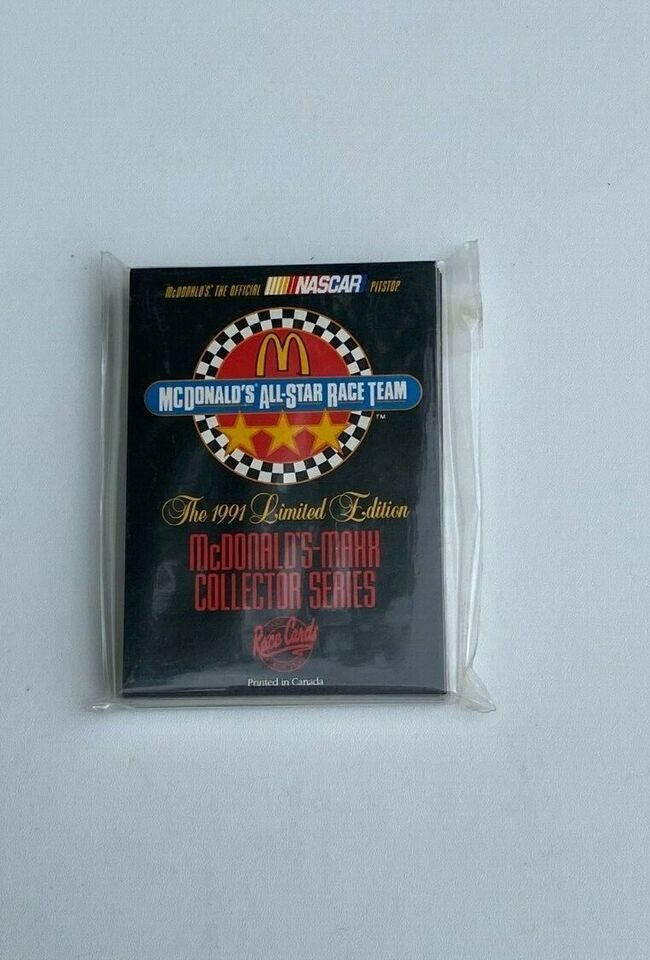 McDONALD'S® THE OFFICIAL NASCAR PITSTOP
M
McDONALD'S® ALL-STAR RACE TEAM
TM
The 1991 Limited Edition
McDONALD'S-MAXX
COLLECTOR SERIES
Race Cards
Printed in Canada